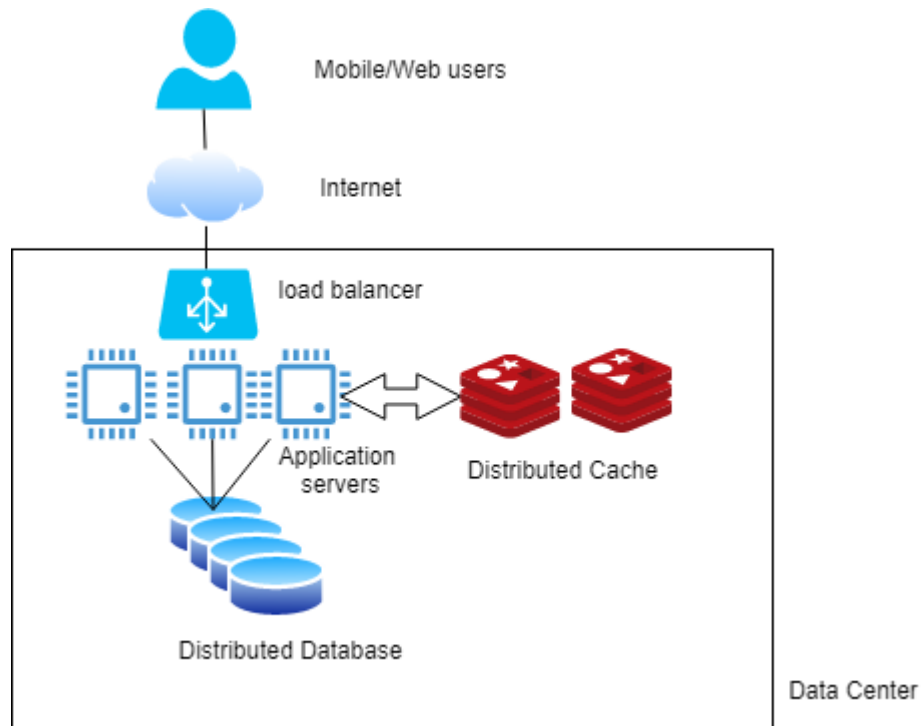 Mobile/Web users
Internet
load balancer
Application
servers
Distributed Cache
Distributed Database
Data Center